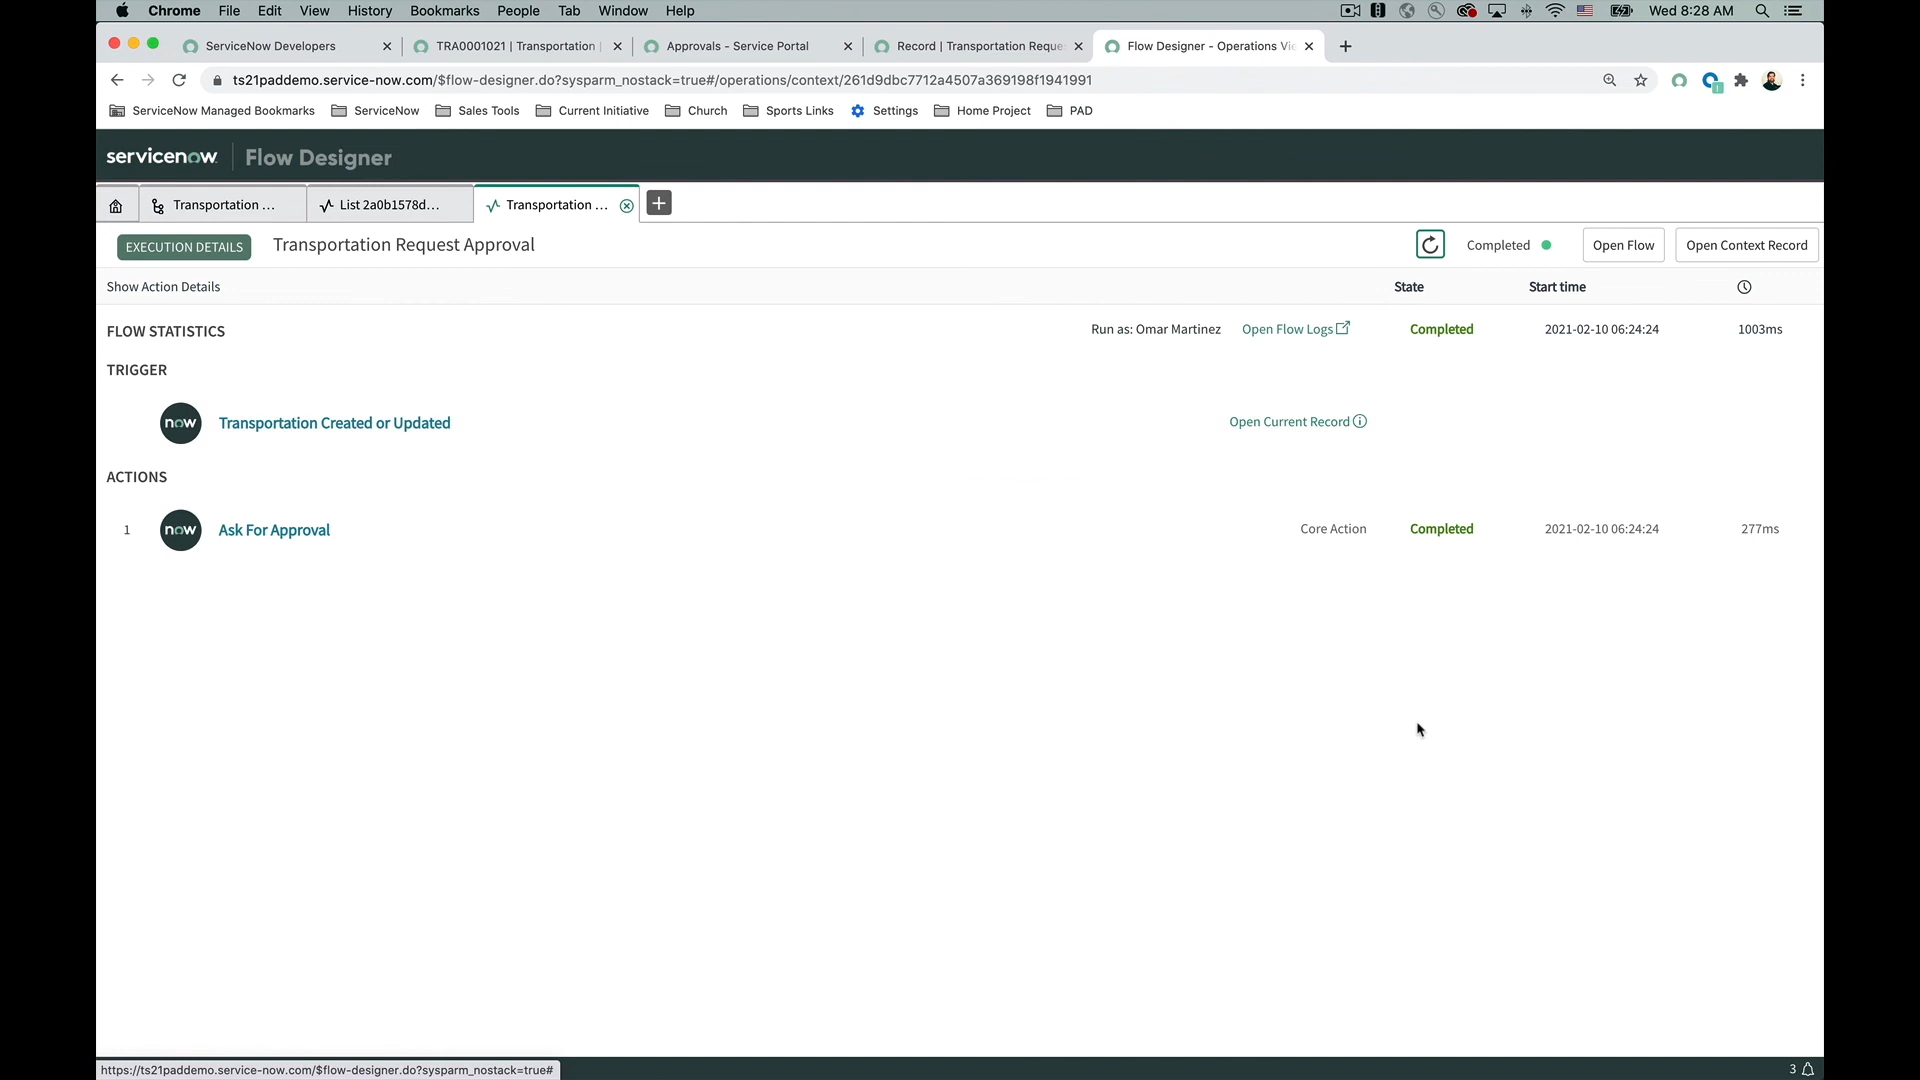 Chrome File Edit View History Bookmarks People Tab Window Help Wed 8:28 AM
ServiceNow Developers TRA0001021 | Transportation | Approvals - Service Portal Record | Transportation Reque Flow Designer - Operations Vi
ts21paddemo.service-now.com/$flow-designer.do?sysparm_nostack=true#/operations/context/261d9dbc7712a4507a369198f1941991
ServiceNow Managed Bookmarks ServiceNow Sales Tools Current Initiative Church Sports Links Settings Home Project PAD
servicenow Flow Designer
Transportation ... List 2a0b1578d... Transportation ...
EXECUTION DETAILS Transportation Request Approval Completed Open Flow Open Context Record
Show Action Details State Start time
FLOW STATISTICS Run as: Omar Martinez Open Flow Logs Completed 2021-02-10 06:24:24 1003ms
TRIGGER
now Transportation Created or Updated Open Current Record
ACTIONS
1 now Ask For Approval Core Action Completed 2021-02-10 06:24:24 277ms
https://ts21paddemo.service-now.com/$flow-designer.do?sysparm_nostack=true# 3